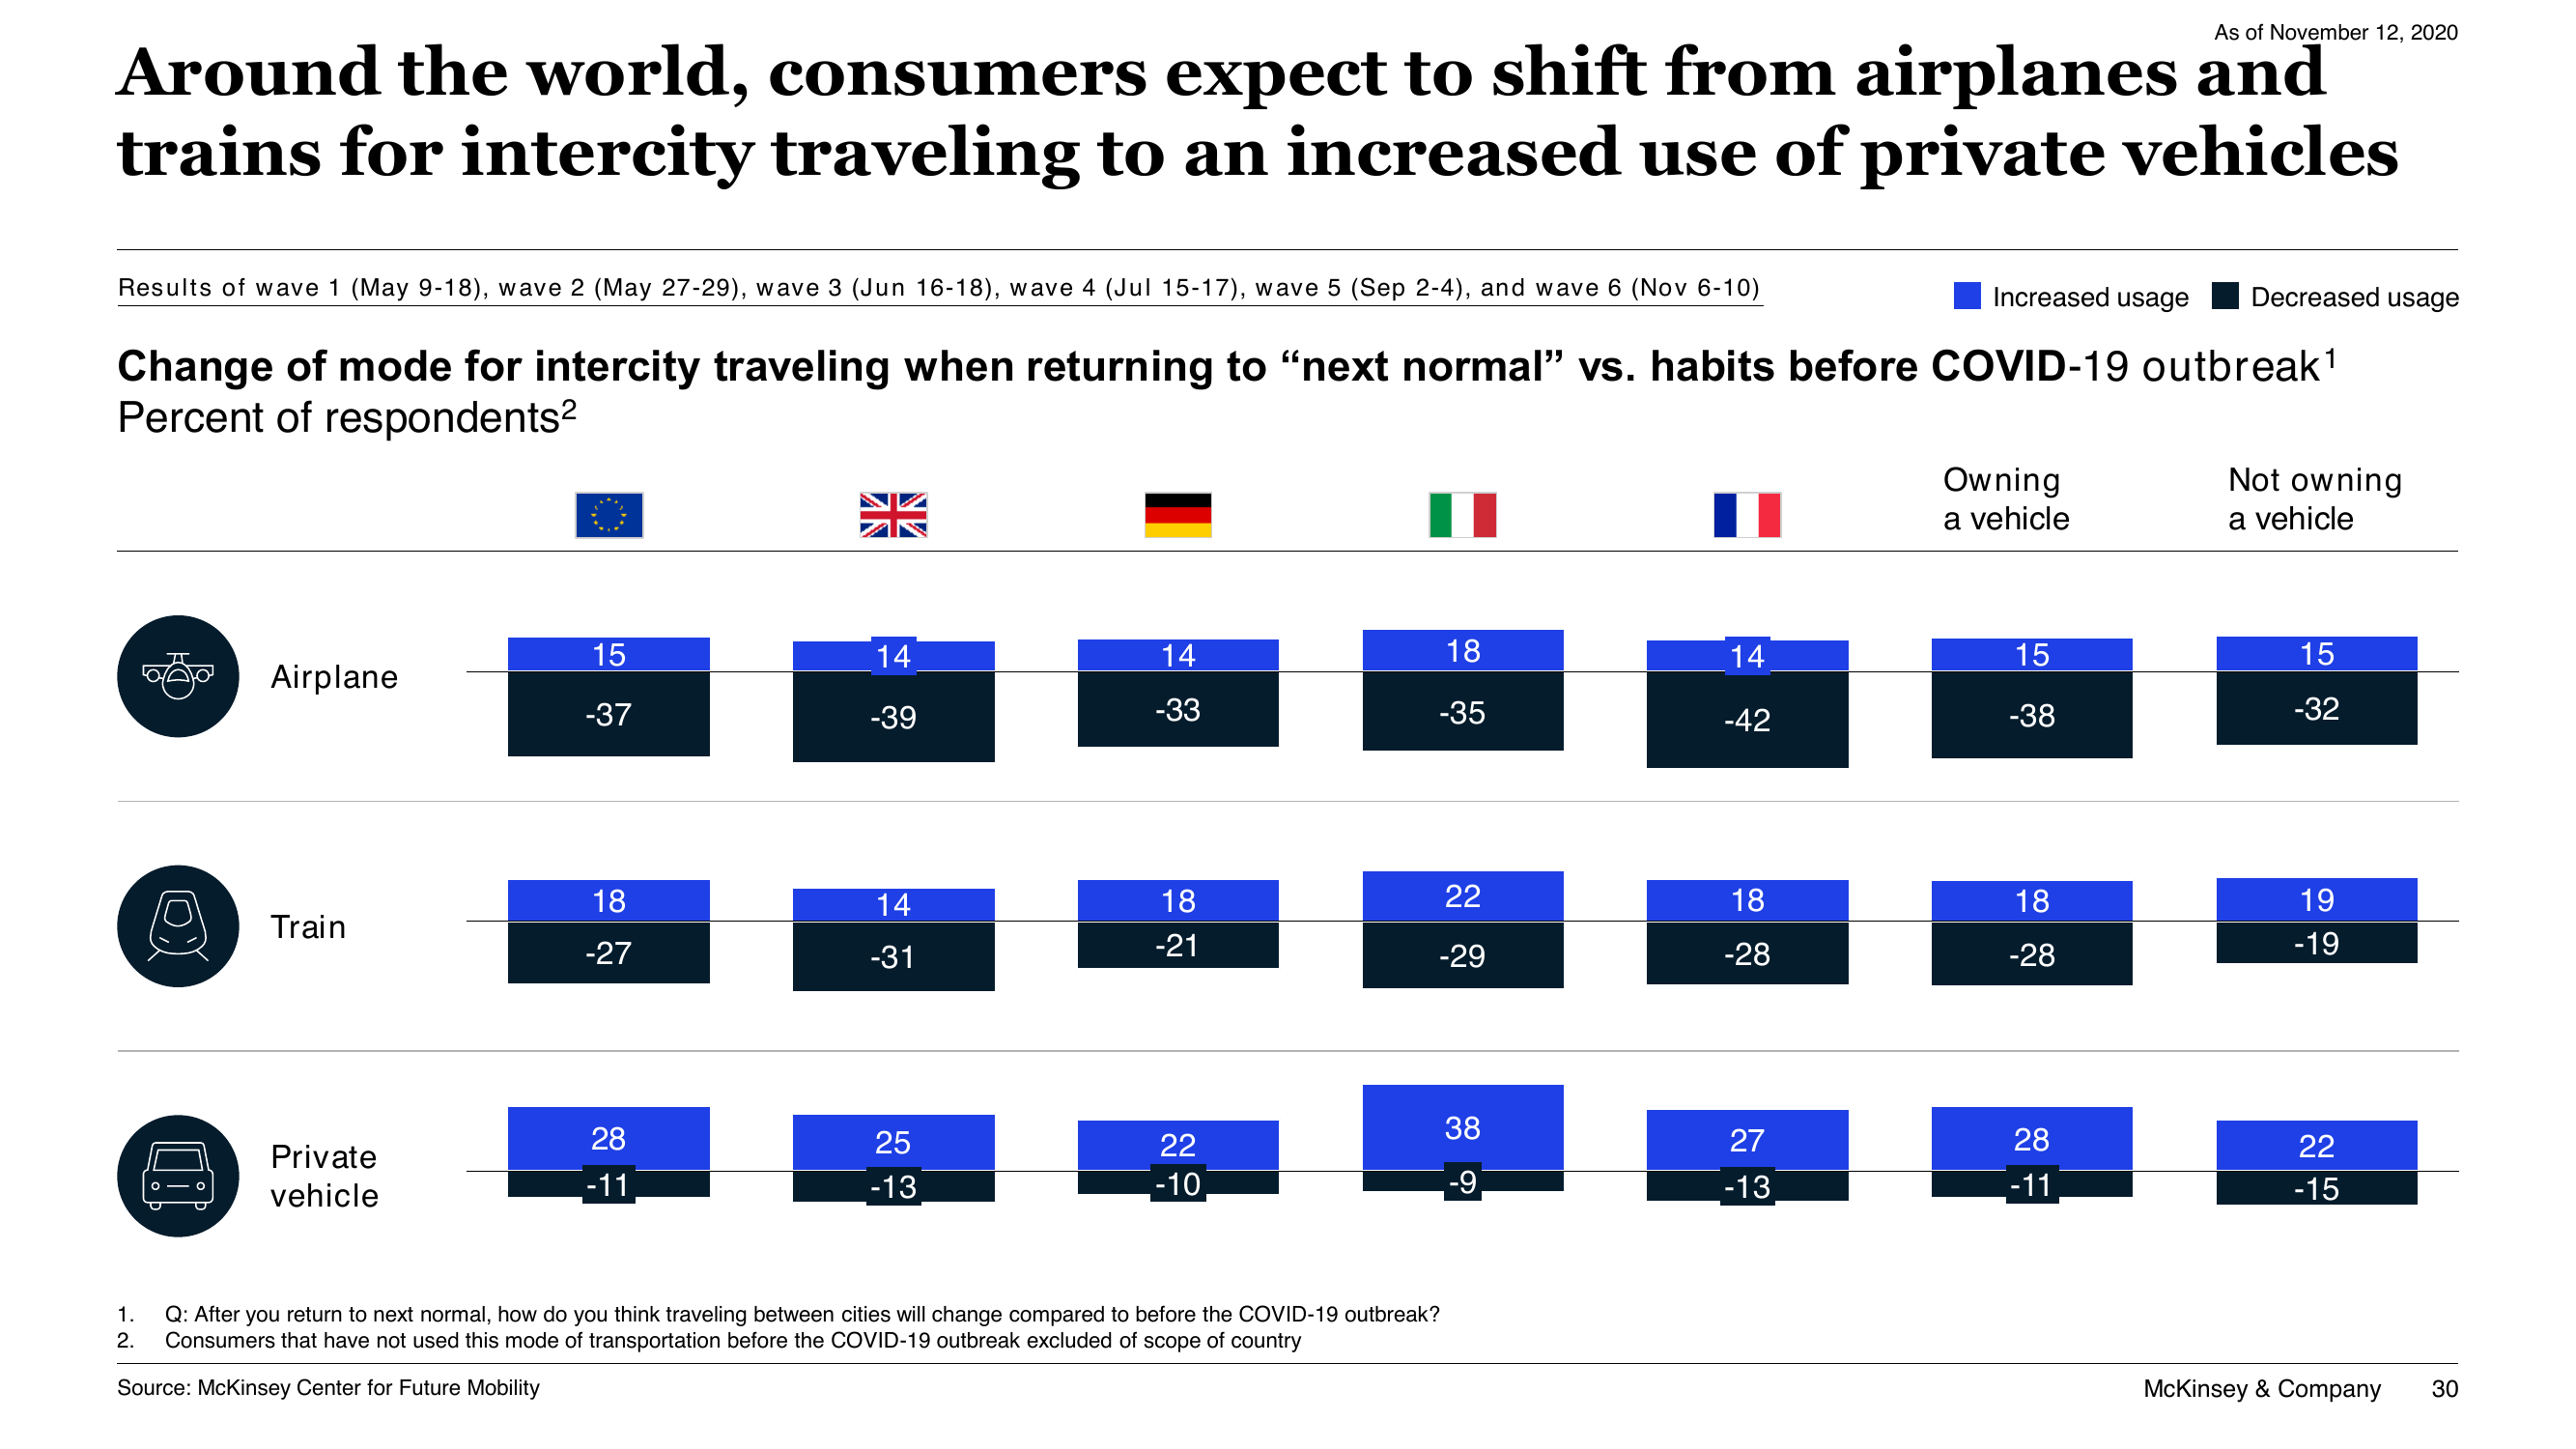 As of November 12, 2020
Around the world, consumers expect to shift from airplanes and
trains for intercity traveling to an increased use of private vehicles
Results of wave 1 (May 9-18), wave 2 (May 27-29), wave 3 (Jun 16-18), wave 4 (Jul 15-17), wave 5 (Sep 2-4), and wave 6 (Nov 6-10)
Increased usage Decreased usage
Change of mode for intercity traveling when returning to “next normal” vs. habits before COVID-19 outbreak1
Percent of respondents2
Owning
a vehicle
Not owning
a vehicle
Airplane
15 14 14 18 14 15 15
-37 -39 -33 -35 -42 -38 -32
Train
18 14 18 22 18 18 19
-27 -31 -21 -29 -28 -28 -19
Private
vehicle
28 25 22 38 27 28 22
-11 -13 -10 -9 -13 -11 -15
1. Q: After you return to next normal, how do you think traveling between cities will change compared to before the COVID-19 outbreak?
2. Consumers that have not used this mode of transportation before the COVID-19 outbreak excluded of scope of country
Source: McKinsey Center for Future Mobility
McKinsey & Company 30